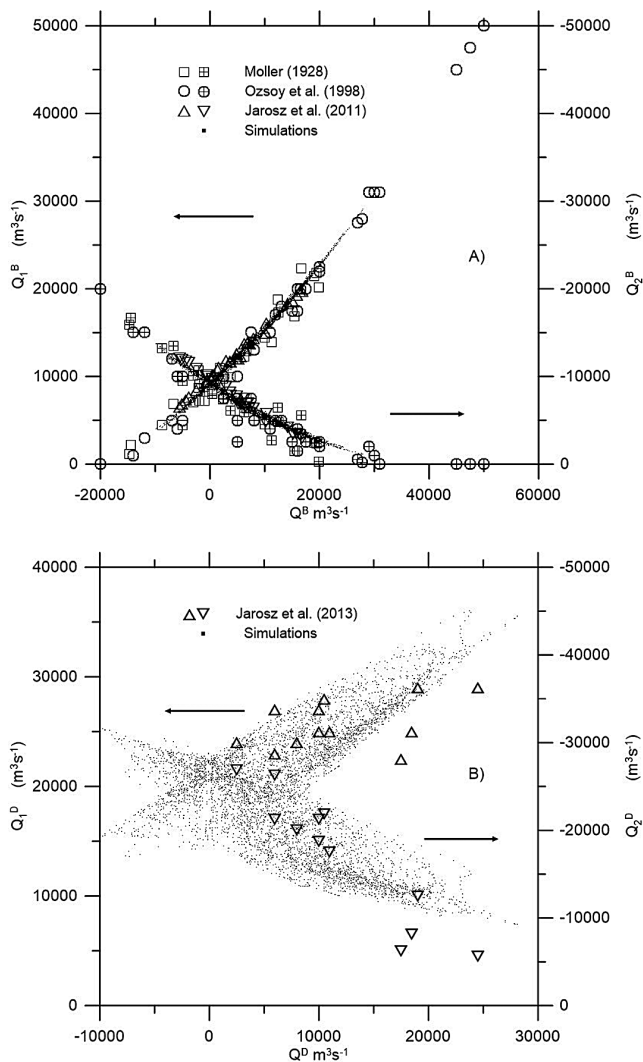 50000
-50000
Moller (1928)
Ozsoy et al. (1998)
Jarosz et al. (2011)
Simulations
40000
-40000
30000
-30000
Q₁ᴮ (m³s⁻¹)
A)
Q₂ᴮ (m³s⁻¹)
20000
-20000
10000
-10000
0
0
-20000 0 20000 40000 60000
Qᴮ m³s⁻¹
40000
-50000
Jarosz et al. (2013)
Simulations
-40000
30000
-30000
Q₁ᴰ (m³s⁻¹)
B)
Q₂ᴰ (m³s⁻¹)
20000
-20000
10000
-10000
0
0
-10000 0 10000 20000 30000
Qᴰ m³s⁻¹